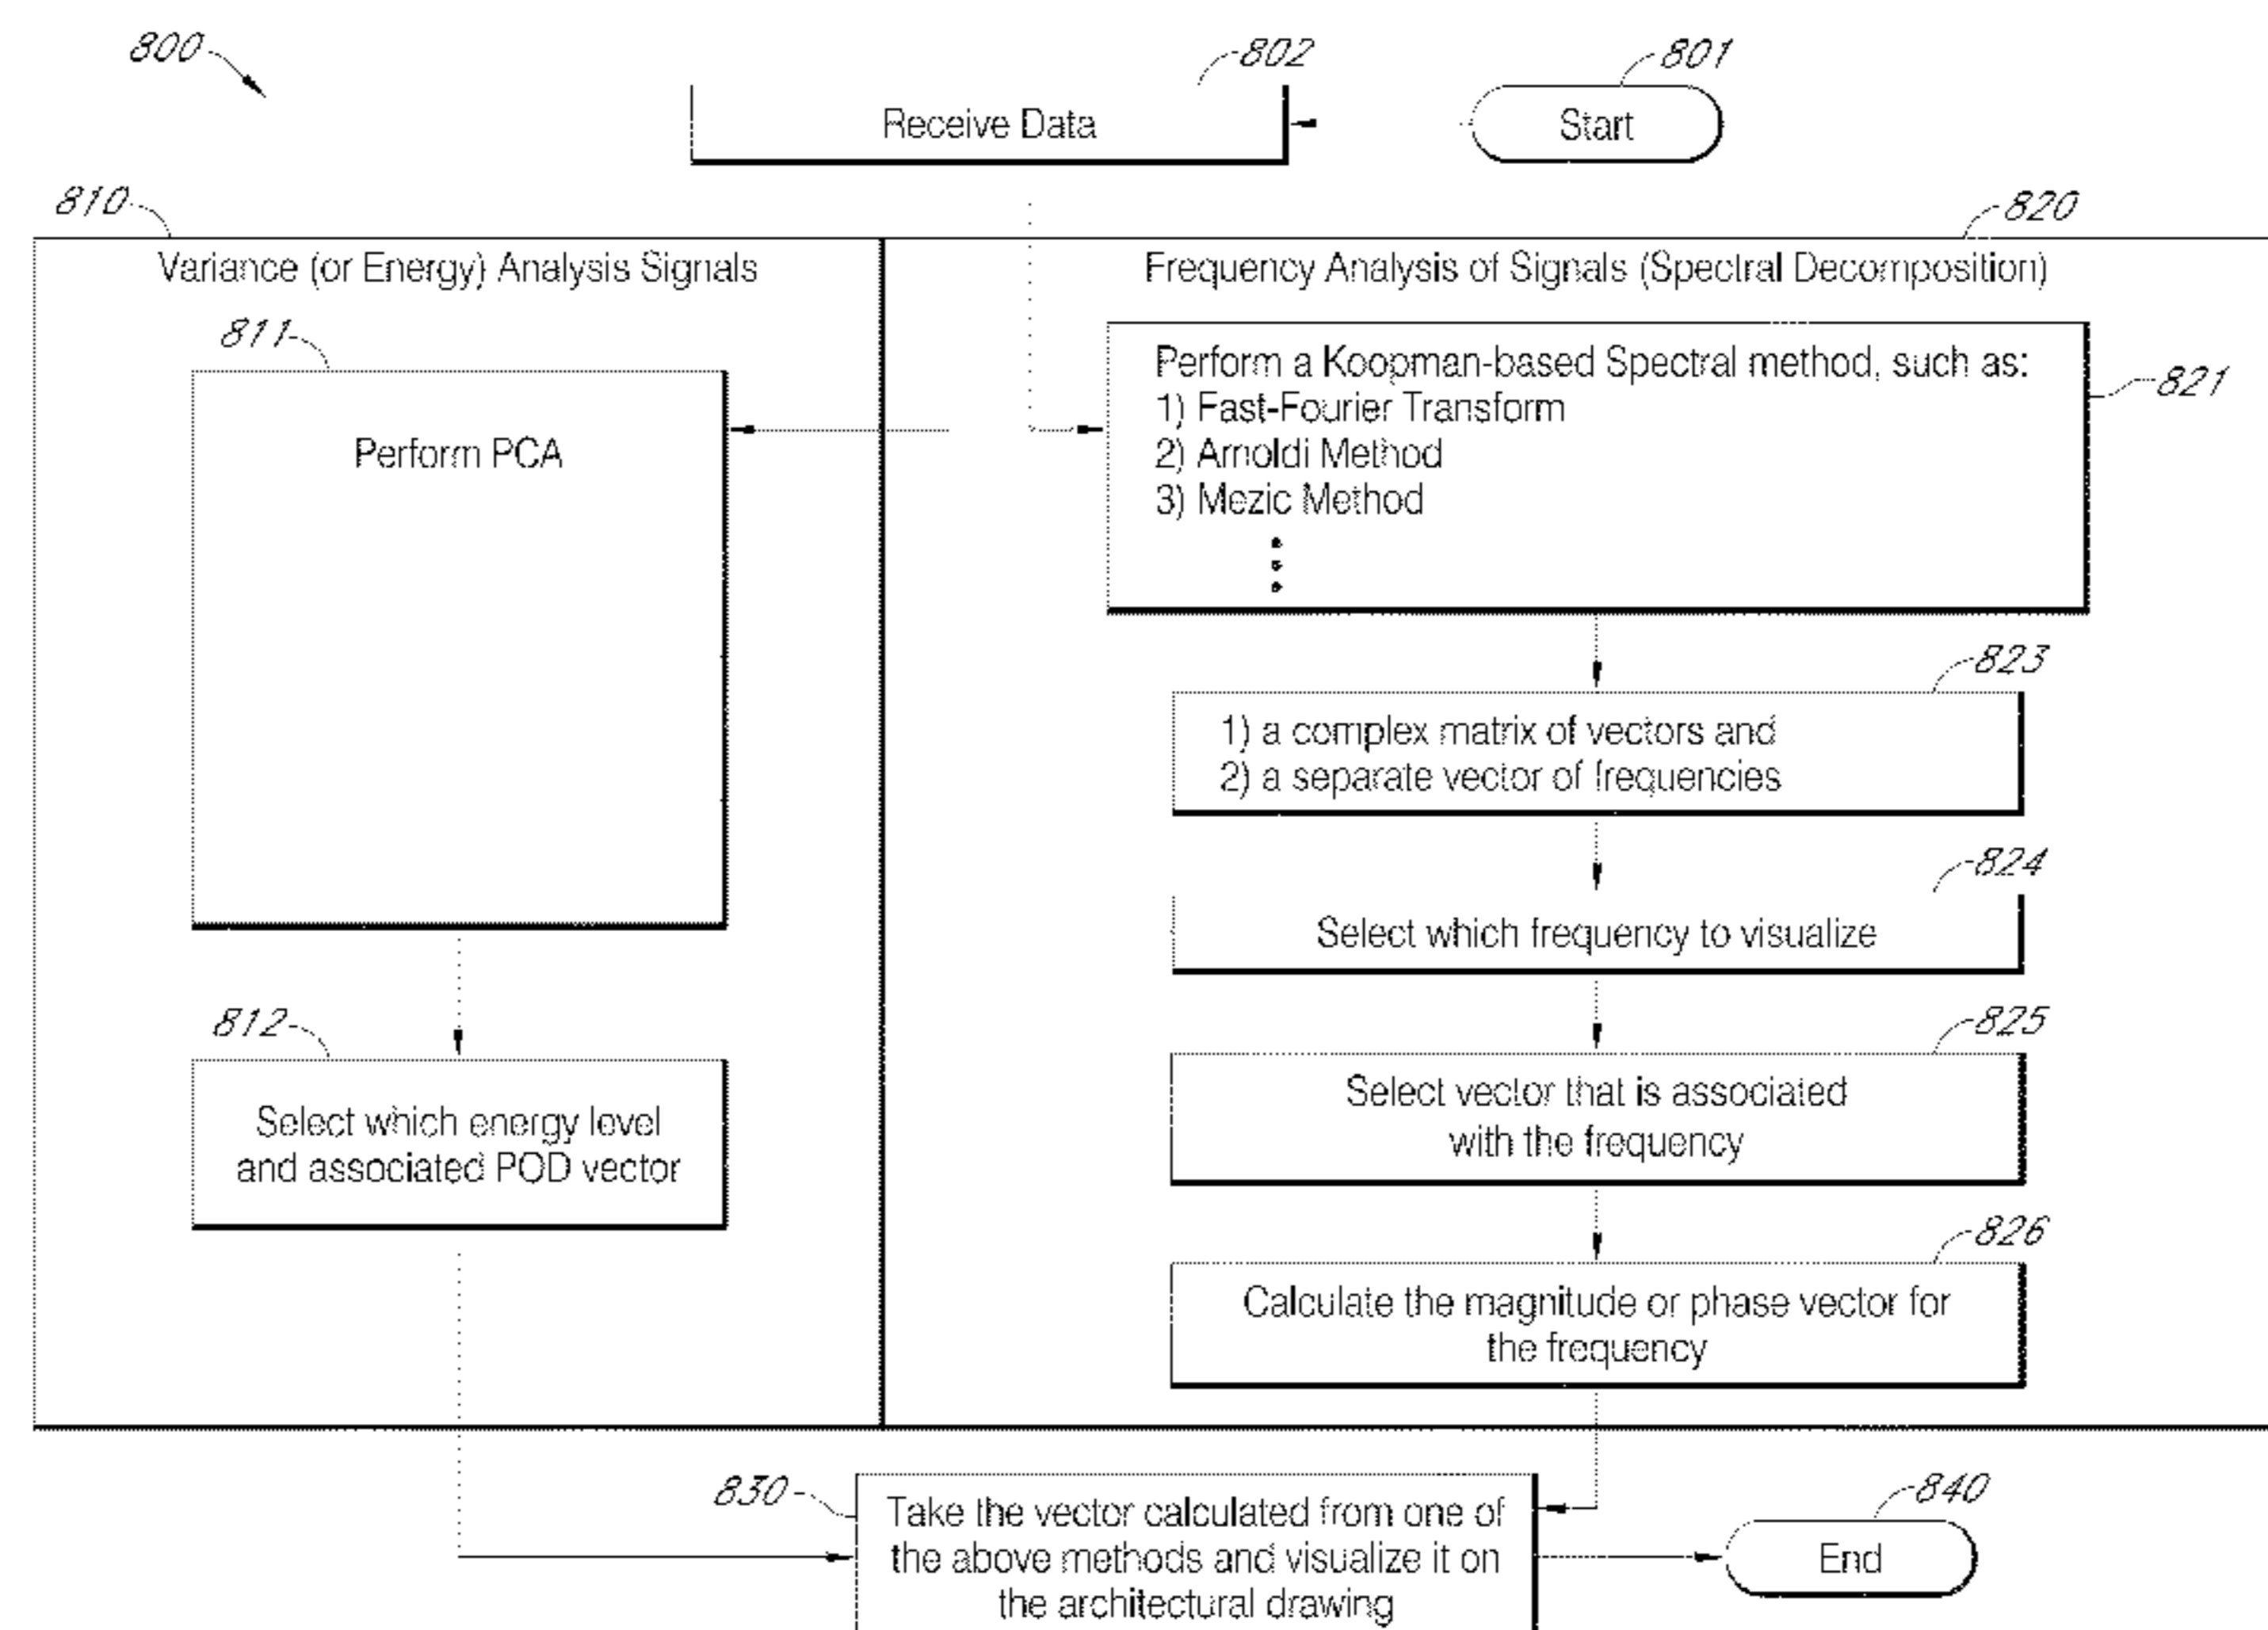 800
802
Receive Data
801
Start
810
Variance (or Energy) Analysis Signals
811
Perform PCA
812
Select which energy level
and associated POD vector
820
Frequency Analysis of Signals (Spectral Decomposition)
821
Perform a Koopman-based Spectral method, such as:
1) Fast-Fourier Transform
2) Arnoldi Method
3) Mezic Method
823
1) a complex matrix of vectors and
2) a separate vector of frequencies
824
Select which frequency to visualize
825
Select vector that is associated
with the frequency
826
Calculate the magnitude or phase vector for
the frequency
830
Take the vector calculated from one of
the above methods and visualize it on
the architectural drawing
840
End